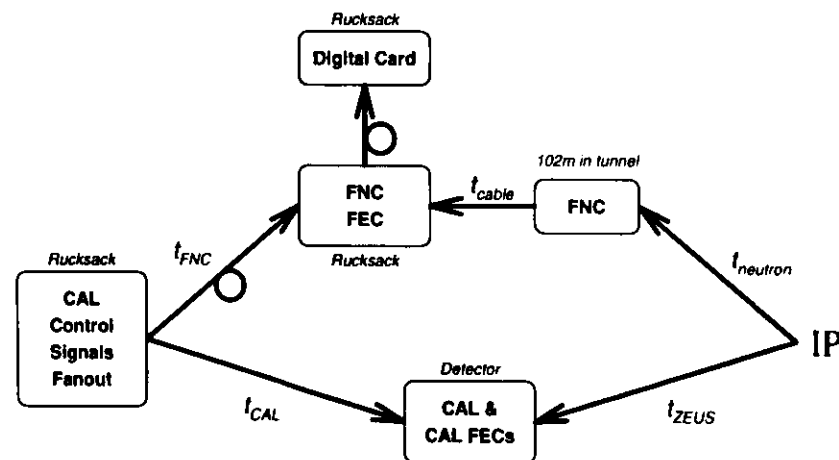 Rucksack
Digital Card
102m in tunnel
FNC
FEC
t_cable
FNC
Rucksack
t_FNC
t_neutron
Rucksack
CAL
Control
Signals
Fanout
IP
Detector
t_CAL
CAL &
CAL FECs
t_ZEUS